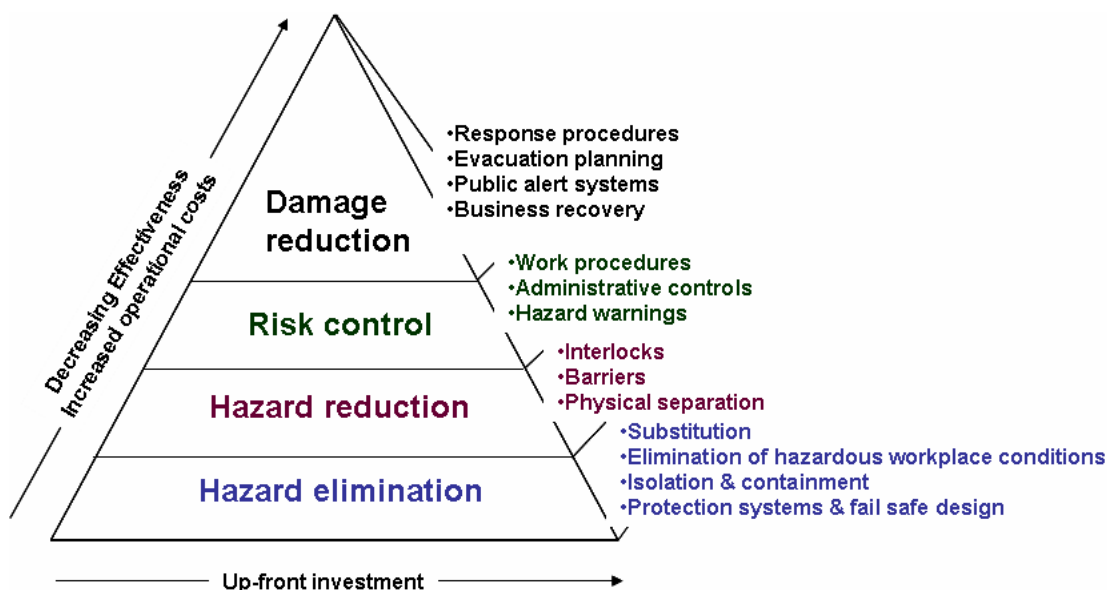 Decreasing Effectiveness
Increased operational costs
Damage
reduction
•Response procedures
•Evacuation planning
•Public alert systems
•Business recovery
Risk control
•Work procedures
•Administrative controls
•Hazard warnings
Hazard reduction
•Interlocks
•Barriers
•Physical separation
Hazard elimination
•Substitution
•Elimination of hazardous workplace conditions
•Isolation & containment
•Protection systems & fail safe design
Up-front investment